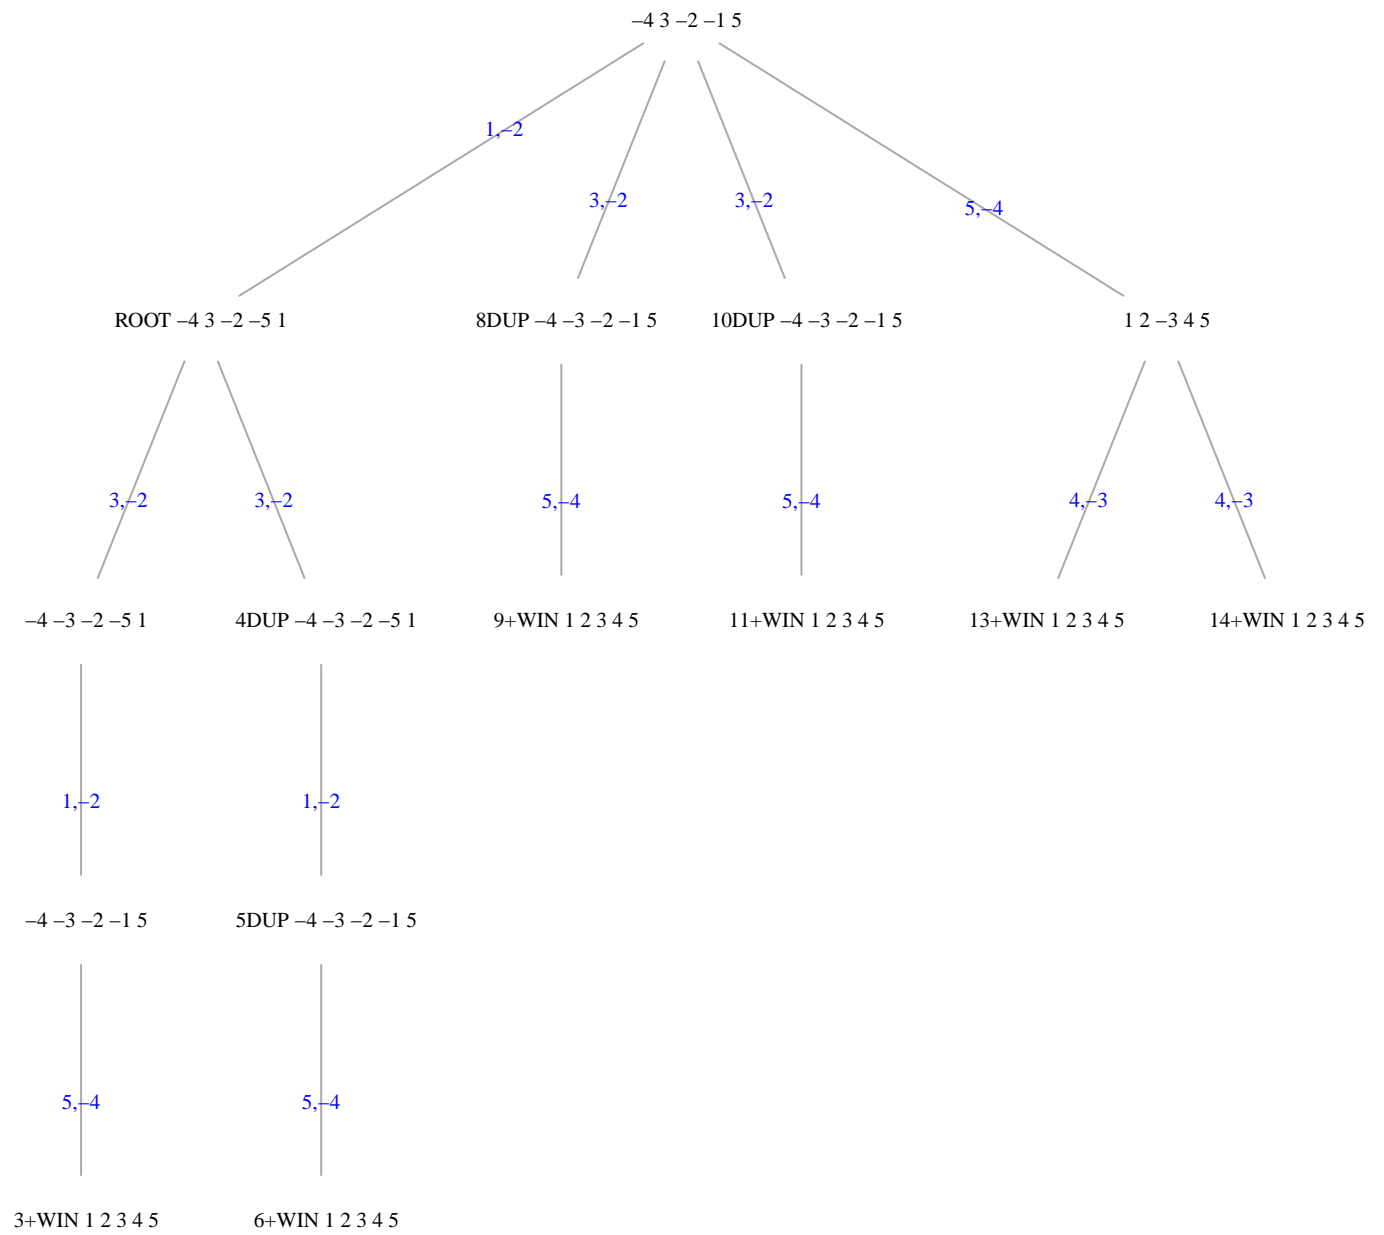 –4 3 –2 –1 5
1,–2
3,–2
3,–2
5,–4
ROOT –4 3 –2 –5 1
8DUP –4 –3 –2 –1 5
10DUP –4 –3 –2 –1 5
1 2 –3 4 5
3,–2
3,–2
5,–4
5,–4
4,–3
4,–3
–4 –3 –2 –5 1
4DUP –4 –3 –2 –5 1
9+WIN 1 2 3 4 5
11+WIN 1 2 3 4 5
13+WIN 1 2 3 4 5
14+WIN 1 2 3 4 5
1,–2
1,–2
–4 –3 –2 –1 5
5DUP –4 –3 –2 –1 5
5,–4
5,–4
3+WIN 1 2 3 4 5
6+WIN 1 2 3 4 5